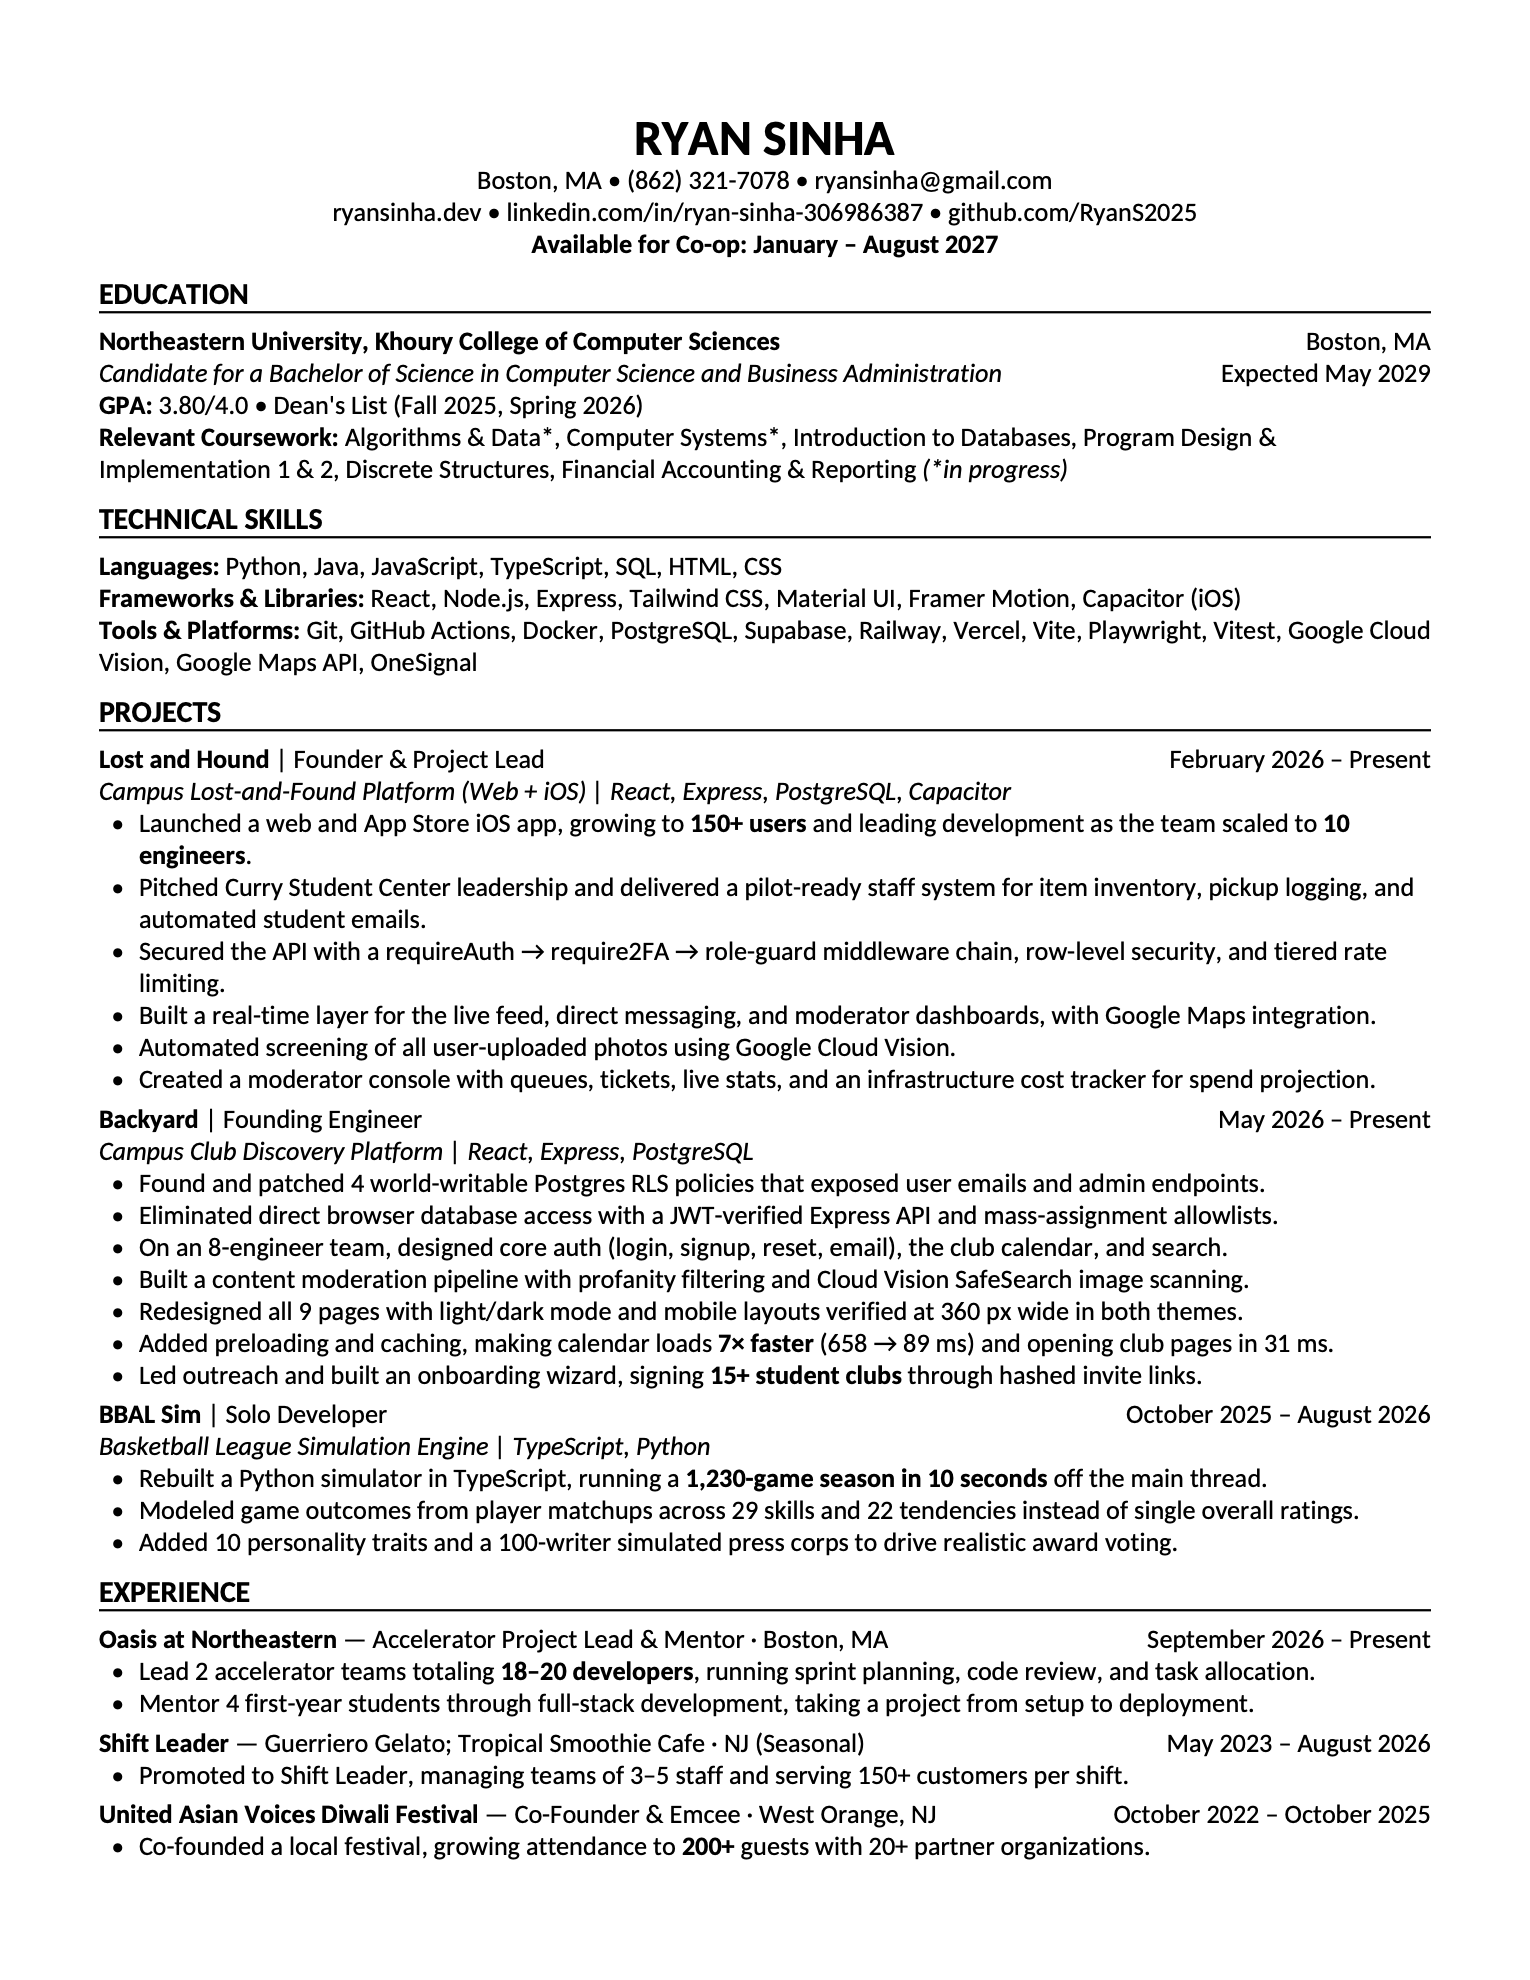 RYAN SINHA
Boston, MA • (862) 321-7078 • ryansinha@gmail.com
ryansinha.dev • linkedin.com/in/ryan-sinha-306986387 • github.com/RyanS2025
Available for Co-op: January – August 2027
EDUCATION
Northeastern University, Khoury College of Computer Sciences Boston, MA
Candidate for a Bachelor of Science in Computer Science and Business Administration Expected May 2029
GPA: 3.80/4.0 • Dean's List (Fall 2025, Spring 2026)
Relevant Coursework: Algorithms & Data*, Computer Systems*, Introduction to Databases, Program Design &
Implementation 1 & 2, Discrete Structures, Financial Accounting & Reporting (*in progress)
TECHNICAL SKILLS
Languages: Python, Java, JavaScript, TypeScript, SQL, HTML, CSS
Frameworks & Libraries: React, Node.js, Express, Tailwind CSS, Material UI, Framer Motion, Capacitor (iOS)
Tools & Platforms: Git, GitHub Actions, Docker, PostgreSQL, Supabase, Railway, Vercel, Vite, Playwright, Vitest, Google Cloud
Vision, Google Maps API, OneSignal
PROJECTS
Lost and Hound | Founder & Project Lead February 2026 – Present
Campus Lost-and-Found Platform (Web + iOS) | React, Express, PostgreSQL, Capacitor
• Launched a web and App Store iOS app, growing to 150+ users and leading development as the team scaled to 10
engineers.
• Pitched Curry Student Center leadership and delivered a pilot-ready staff system for item inventory, pickup logging, and
automated student emails.
• Secured the API with a requireAuth → require2FA → role-guard middleware chain, row-level security, and tiered rate
limiting.
• Built a real-time layer for the live feed, direct messaging, and moderator dashboards, with Google Maps integration.
• Automated screening of all user-uploaded photos using Google Cloud Vision.
• Created a moderator console with queues, tickets, live stats, and an infrastructure cost tracker for spend projection.
Backyard | Founding Engineer May 2026 – Present
Campus Club Discovery Platform | React, Express, PostgreSQL
• Found and patched 4 world-writable Postgres RLS policies that exposed user emails and admin endpoints.
• Eliminated direct browser database access with a JWT-verified Express API and mass-assignment allowlists.
• On an 8-engineer team, designed core auth (login, signup, reset, email), the club calendar, and search.
• Built a content moderation pipeline with profanity filtering and Cloud Vision SafeSearch image scanning.
• Redesigned all 9 pages with light/dark mode and mobile layouts verified at 360 px wide in both themes.
• Added preloading and caching, making calendar loads 7× faster (658 → 89 ms) and opening club pages in 31 ms.
• Led outreach and built an onboarding wizard, signing 15+ student clubs through hashed invite links.
BBAL Sim | Solo Developer October 2025 – August 2026
Basketball League Simulation Engine | TypeScript, Python
• Rebuilt a Python simulator in TypeScript, running a 1,230-game season in 10 seconds off the main thread.
• Modeled game outcomes from player matchups across 29 skills and 22 tendencies instead of single overall ratings.
• Added 10 personality traits and a 100-writer simulated press corps to drive realistic award voting.
EXPERIENCE
Oasis at Northeastern — Accelerator Project Lead & Mentor · Boston, MA September 2026 – Present
• Lead 2 accelerator teams totaling 18–20 developers, running sprint planning, code review, and task allocation.
• Mentor 4 first-year students through full-stack development, taking a project from setup to deployment.
Shift Leader — Guerriero Gelato; Tropical Smoothie Cafe · NJ (Seasonal) May 2023 – August 2026
• Promoted to Shift Leader, managing teams of 3–5 staff and serving 150+ customers per shift.
United Asian Voices Diwali Festival — Co-Founder & Emcee · West Orange, NJ October 2022 – October 2025
• Co-founded a local festival, growing attendance to 200+ guests with 20+ partner organizations.